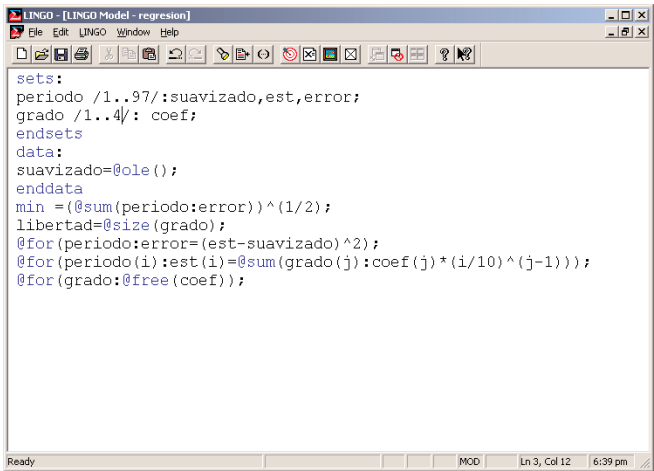 LINGO - [LINGO Model - regresion]
File Edit LINGO Window Help
sets:
periodo /1..97/:suavizado,est,error;
grado /1..4/: coef;
endsets
data:
suavizado=@ole();
enddata
min =(@sum(periodo:error))^(1/2);
libertad=@size(grado);
@for(periodo:error=(est-suavizado)^2);
@for(periodo(i):est(i)=@sum(grado(j):coef(j)*(i/10)^(j-1)));
@for(grado:@free(coef));
Ready MOD Ln 3, Col 12 6:39 pm